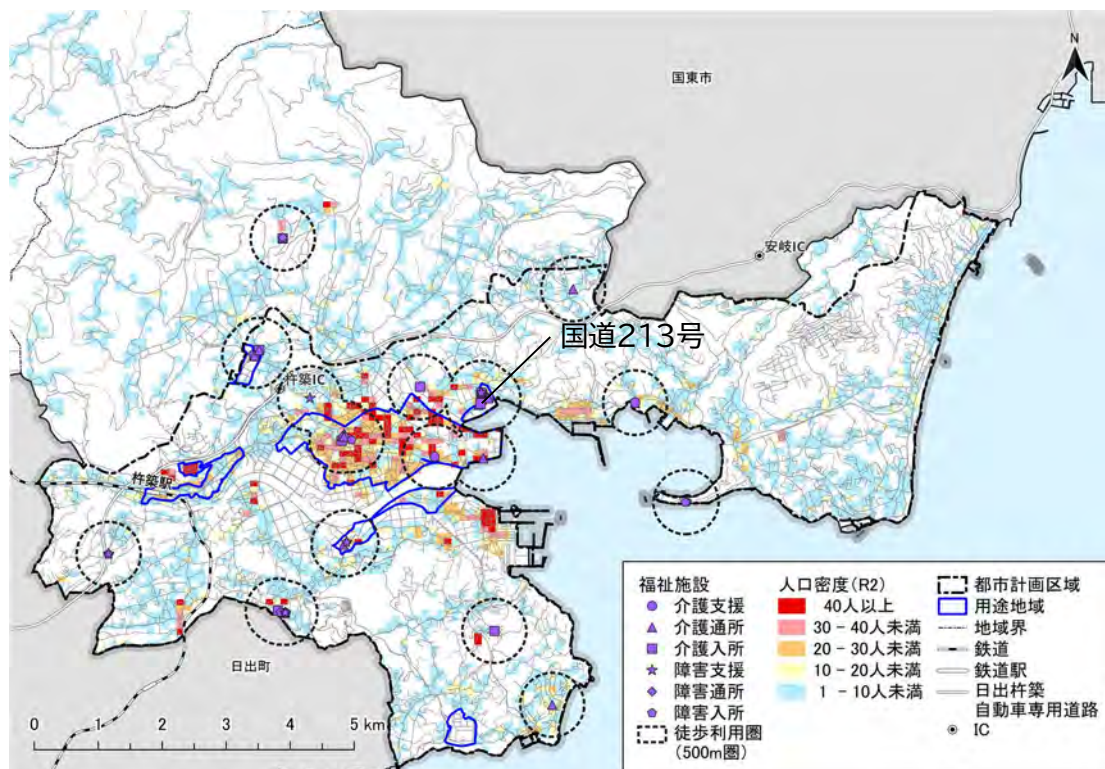 N
国東市
安岐IC
国道213号
杵築IC
杵築駅
日出町
0 1 2 3 4 5 km
福祉施設
介護支援
介護通所
介護入所
障害支援
障害通所
障害入所
徒歩利用圏
(500m圏)
人口密度(R2)
40人以上
30－40人未満
20－30人未満
10－20人未満
1－10人未満
都市計画区域
用途地域
地域界
鉄道
鉄道駅
日出杵築
自動車専用道路
IC